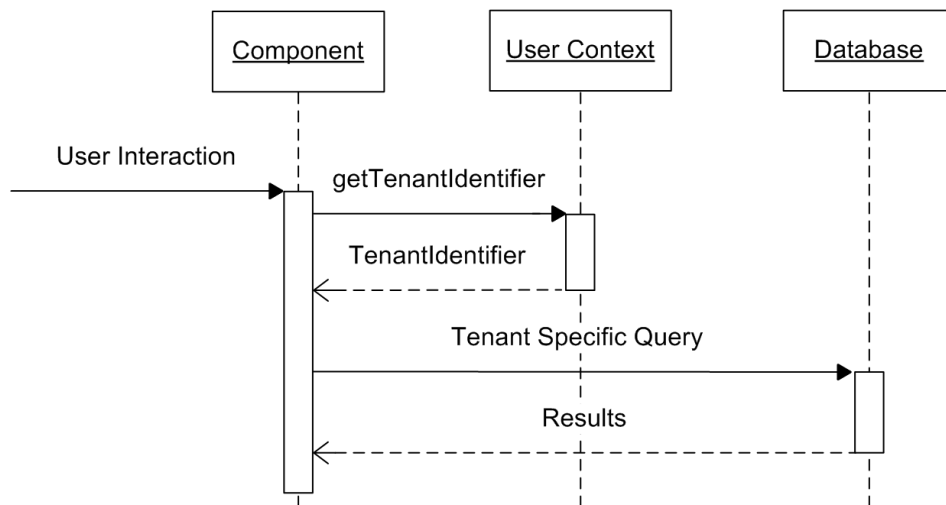 Component
User Context
Database
User Interaction
getTenantIdentifier
TenantIdentifier
Tenant Specific Query
Results